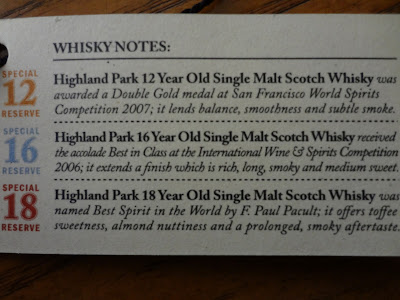 WHISKY NOTES:
SPECIAL
12
RESERVE
Highland Park 12 Year Old Single Malt Scotch Whisky was
awarded a Double Gold medal at San Francisco World Spirits
Competition 2007; it lends balance, smoothness and subtle smoke.
SPECIAL
16
RESERVE
Highland Park 16 Year Old Single Malt Scotch Whisky received
the accolade Best in Class at the International Wine & Spirits Competition
2006; it extends a finish which is rich, long, smoky and medium sweet.
SPECIAL
18
RESERVE
Highland Park 18 Year Old Single Malt Scotch Whisky was
named Best Spirit in the World by F. Paul Pacult; it offers toffee
sweetness, almond nuttiness and a prolonged, smoky aftertaste.